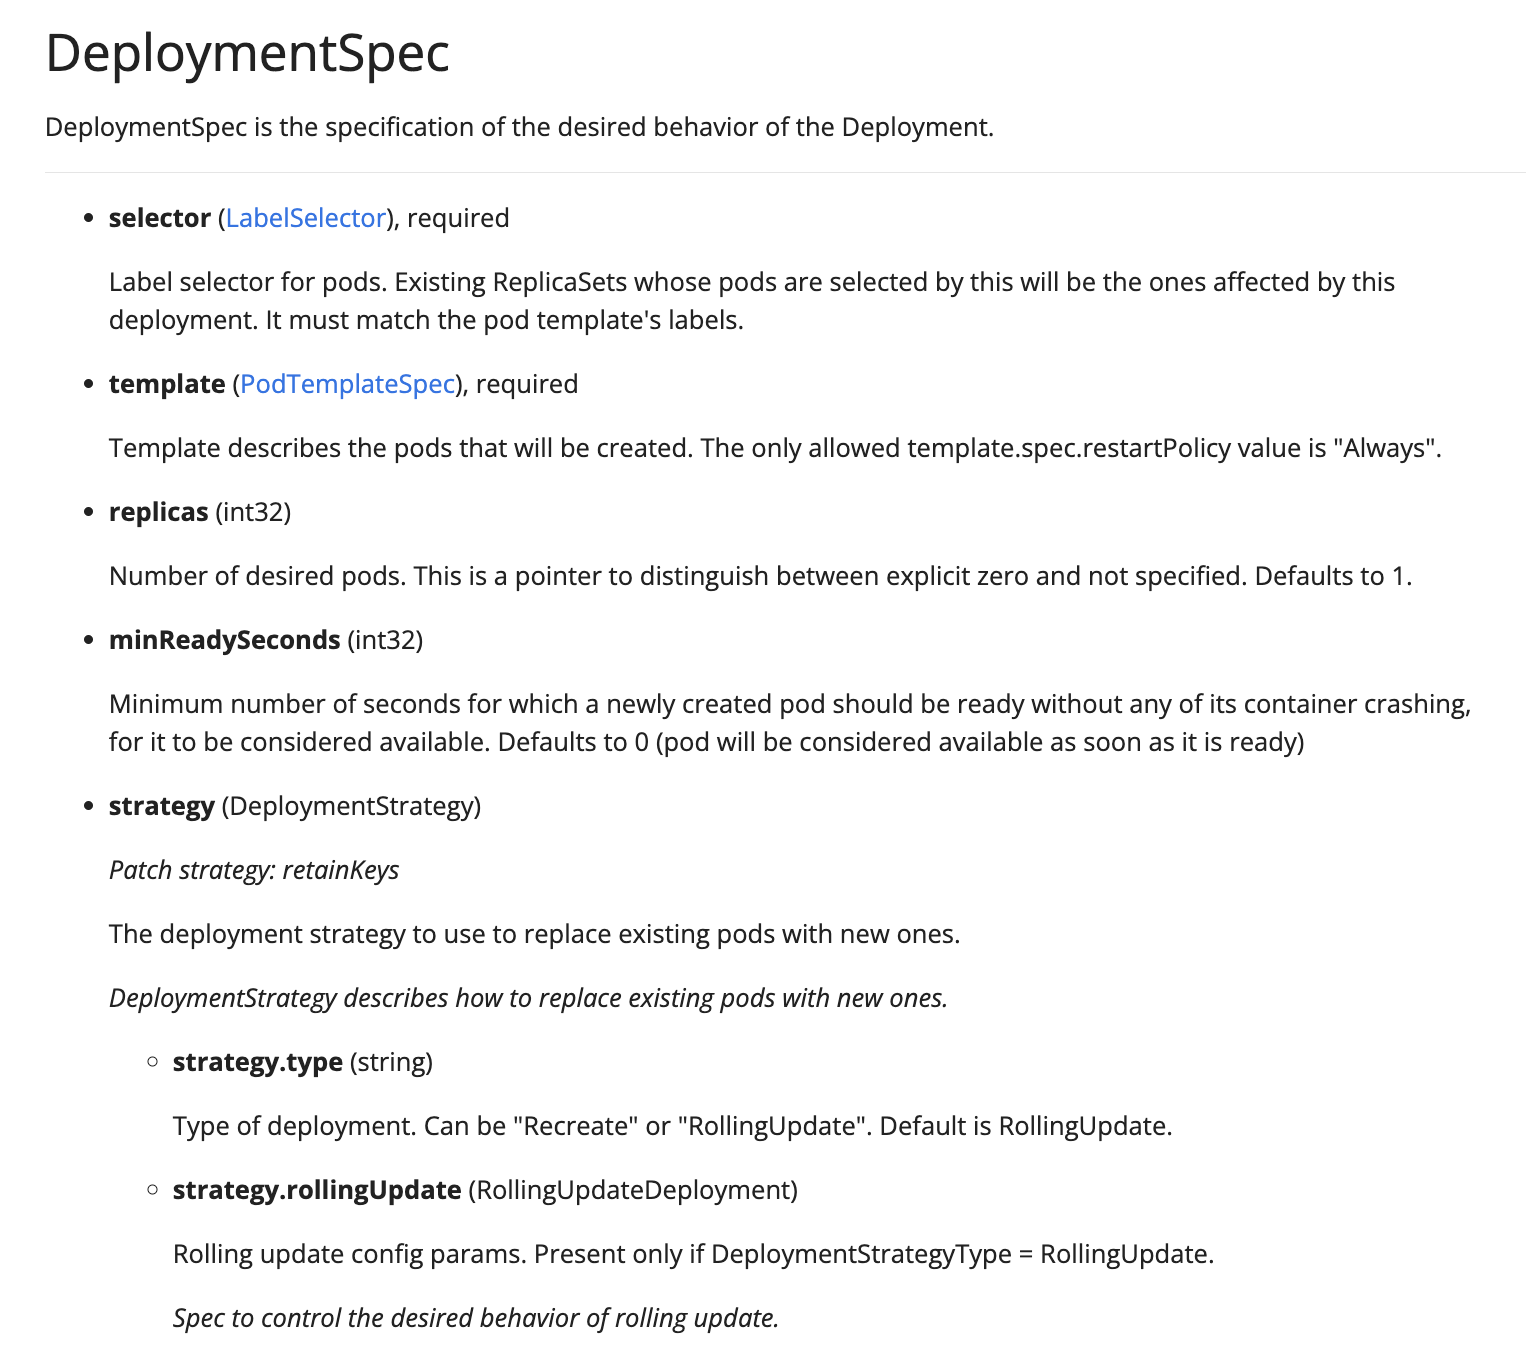 DeploymentSpec
DeploymentSpec is the specification of the desired behavior of the Deployment.
• selector (LabelSelector), required
Label selector for pods. Existing ReplicaSets whose pods are selected by this will be the ones affected by this
deployment. It must match the pod template's labels.
• template (PodTemplateSpec), required
Template describes the pods that will be created. The only allowed template.spec.restartPolicy value is "Always".
• replicas (int32)
Number of desired pods. This is a pointer to distinguish between explicit zero and not specified. Defaults to 1.
• minReadySeconds (int32)
Minimum number of seconds for which a newly created pod should be ready without any of its container crashing,
for it to be considered available. Defaults to 0 (pod will be considered available as soon as it is ready)
• strategy (DeploymentStrategy)
Patch strategy: retainKeys
The deployment strategy to use to replace existing pods with new ones.
DeploymentStrategy describes how to replace existing pods with new ones.
◦ strategy.type (string)
Type of deployment. Can be "Recreate" or "RollingUpdate". Default is RollingUpdate.
◦ strategy.rollingUpdate (RollingUpdateDeployment)
Rolling update config params. Present only if DeploymentStrategyType = RollingUpdate.
Spec to control the desired behavior of rolling update.